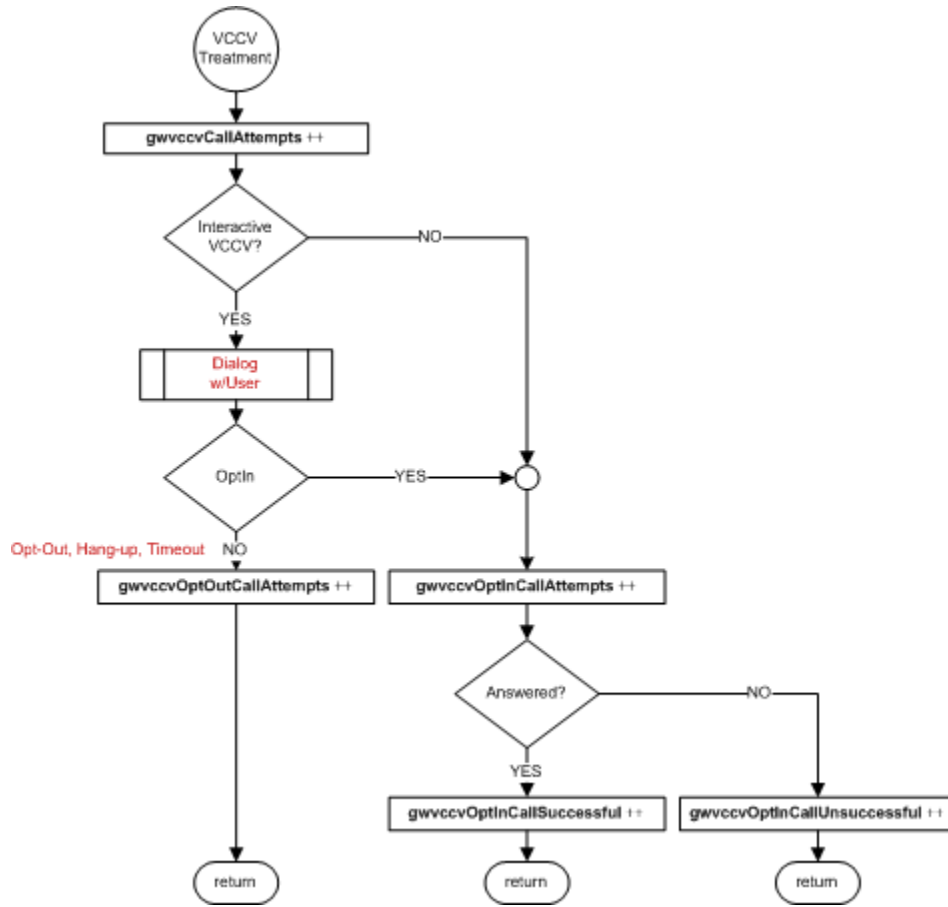 VCCV
Treatment
gwvccvCallAttempts ++
Interactive
VCCV?
NO
YES
Dialog
w/User
OptIn
YES
Opt-Out, Hang-up, Timeout
NO
gwvccvOptOutCallAttempts ++
gwvccvOptInCallAttempts ++
Answered?
NO
YES
gwvccvOptInCallSuccessful ++
gwvccvOptInCallUnsuccessful ++
return
return
return